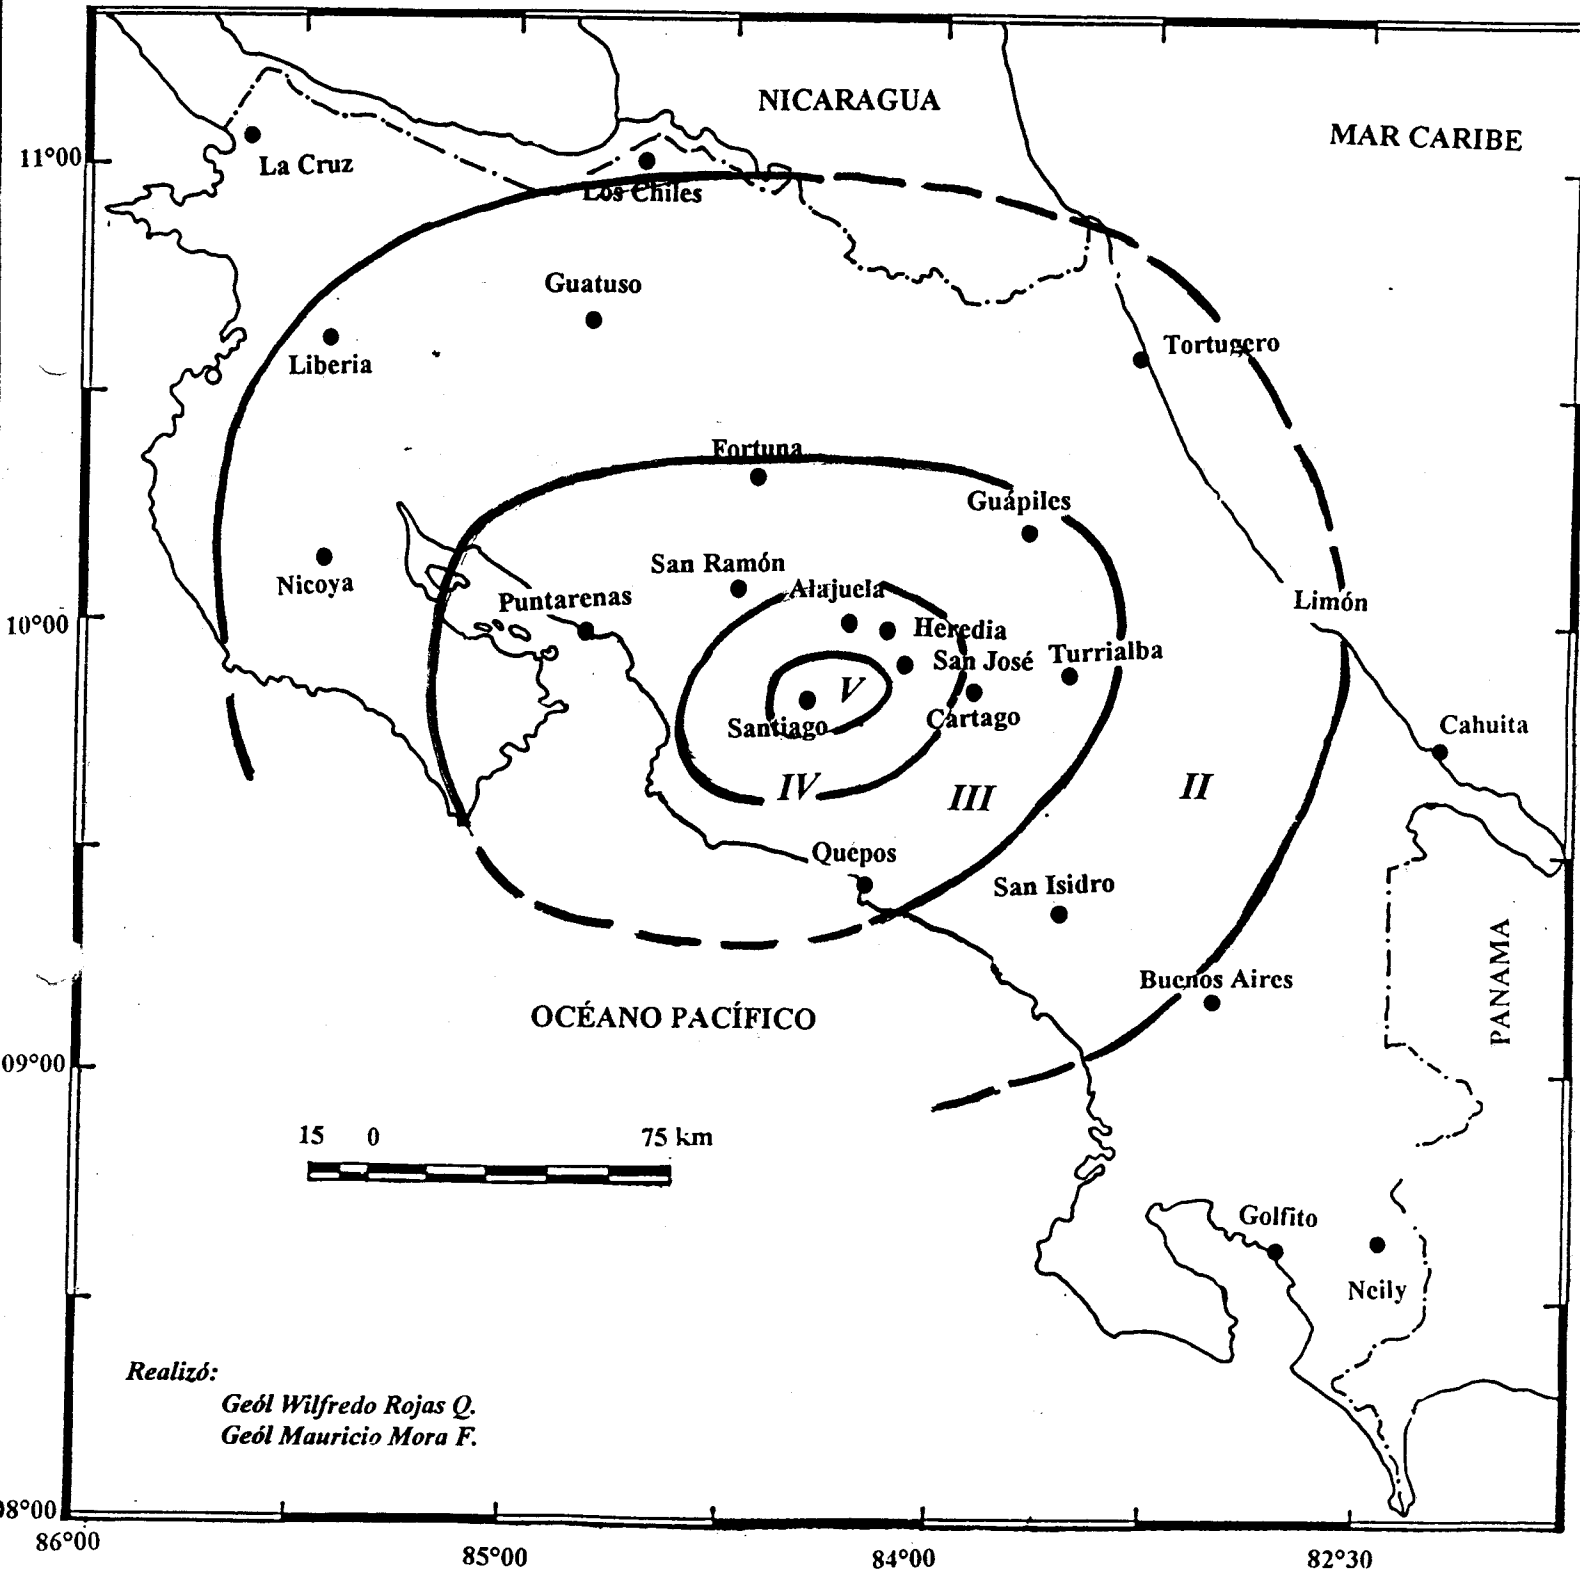 NICARAGUA
MAR CARIBE
11°00
La Cruz
Los Chiles
Guatuso
Liberia
Tortuguero
Fortuna
Guápiles
San Ramón
Nicoya
Alajuela
Puntarenas
Limón
10°00
Heredia
San José
Turrialba
V
Santiago
Cartago
Cahuita
IV
III
II
Quepos
San Isidro
Buenos Aires
PANAMA
OCÉANO PACÍFICO
09°00
15 0 75 km
Golfito
Neily
Realizó:
Geól Wilfredo Rojas Q.
Geól Mauricio Mora F.
08°00
86°00
85°00
84°00
82°30